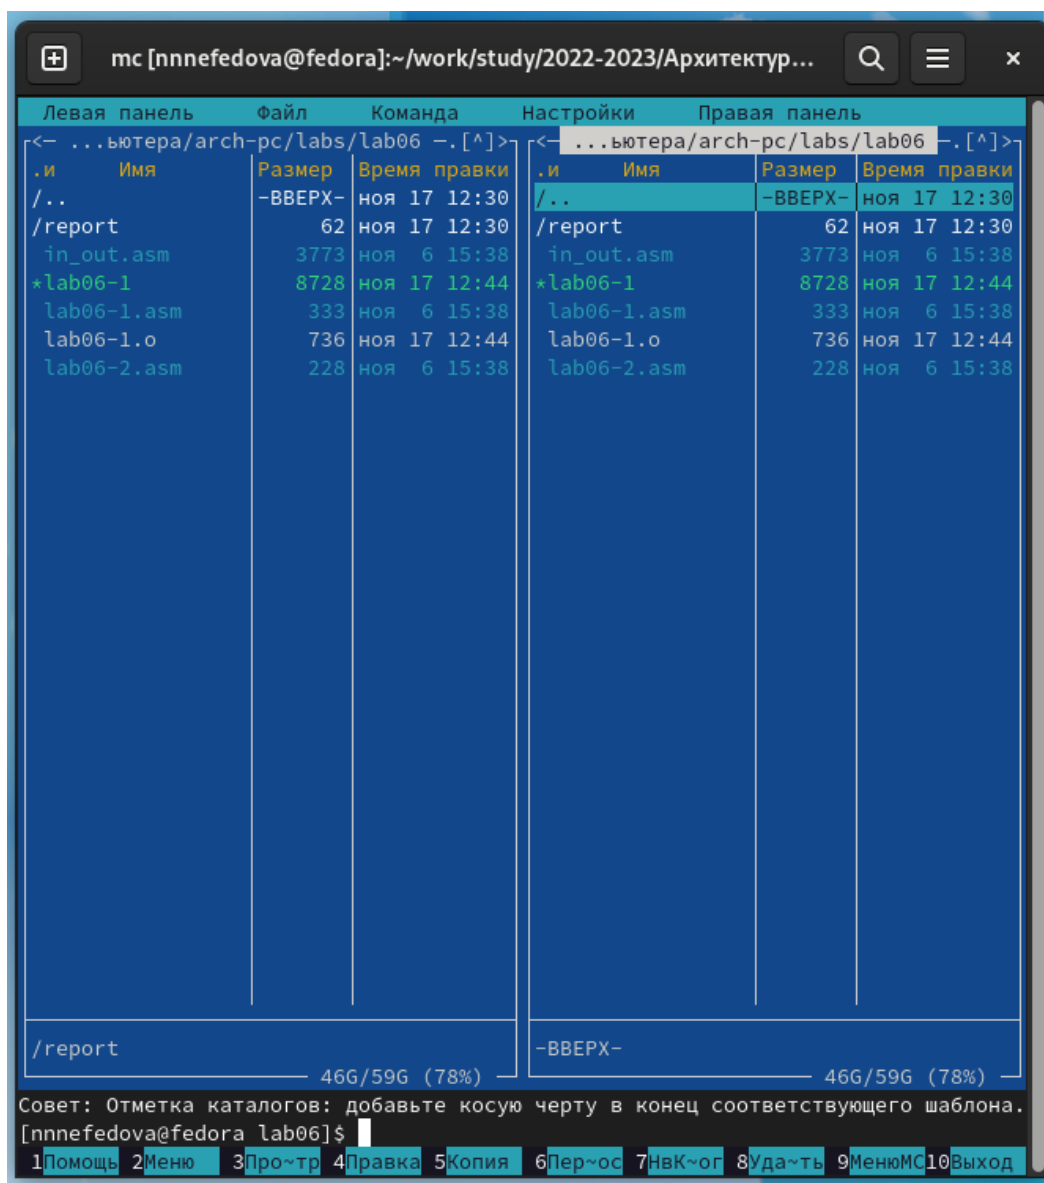 mc [nnnefedova@fedora]:~/work/study/2022-2023/Архитектур...
Левая панель Файл Команда Настройки Правая панель
<— ...ьютера/arch-pc/labs/lab06 —.[^]> <— ...ьютера/arch-pc/labs/lab06 —.[^]>
.и Имя Размер Время правки .и Имя Размер Время правки
/.. -ВВЕРХ- ноя 17 12:30 /.. -ВВЕРХ- ноя 17 12:30
/report 62 ноя 17 12:30 /report 62 ноя 17 12:30
in_out.asm 3773 ноя 6 15:38 in_out.asm 3773 ноя 6 15:38
*lab06-1 8728 ноя 17 12:44 *lab06-1 8728 ноя 17 12:44
lab06-1.asm 333 ноя 6 15:38 lab06-1.asm 333 ноя 6 15:38
lab06-1.o 736 ноя 17 12:44 lab06-1.o 736 ноя 17 12:44
lab06-2.asm 228 ноя 6 15:38 lab06-2.asm 228 ноя 6 15:38
/report -ВВЕРХ-
46G/59G (78%) 46G/59G (78%)
Совет: Отметка каталогов: добавьте косую черту в конец соответствующего шаблона.
[nnnefedova@fedora lab06]$
1Помощь 2Меню 3Про~тр 4Правка 5Копия 6Пер~ос 7НвК~ог 8Уда~ть 9МенюМС 10Выход